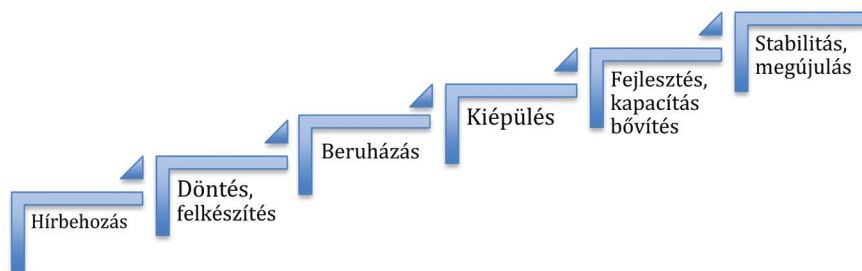 Hírbehozás
Döntés,
felkészítés
Beruházás
Kiépülés
Fejlesztés,
kapacítás
bővítés
Stabilitás,
megújulás